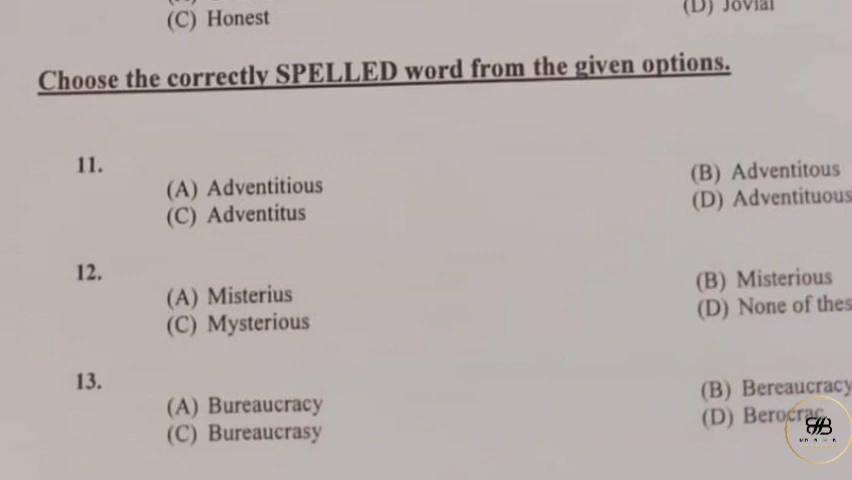 (C) Honest (D) Jovial
Choose the correctly SPELLED word from the given options.
11.
(A) Adventitious (B) Adventitous
(C) Adventitus (D) Adventituous
12.
(A) Misterius (B) Misterious
(C) Mysterious (D) None of thes
13.
(A) Bureaucracy (B) Bereaucracy
(C) Bureaucrasy (D) Berocrac